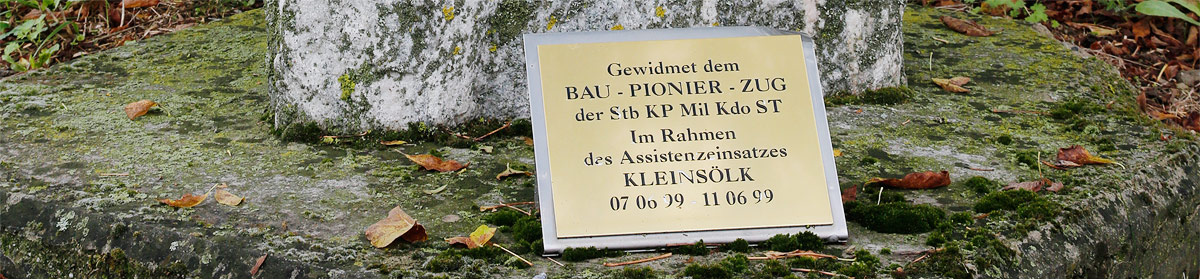 Gewidmet dem
BAU - PIONIER - ZUG
der Stb KP Mil Kdo ST
Im Rahmen
des Assistenzeinsatzes
KLEINSÖLK
07 06 99 - 11 06 99